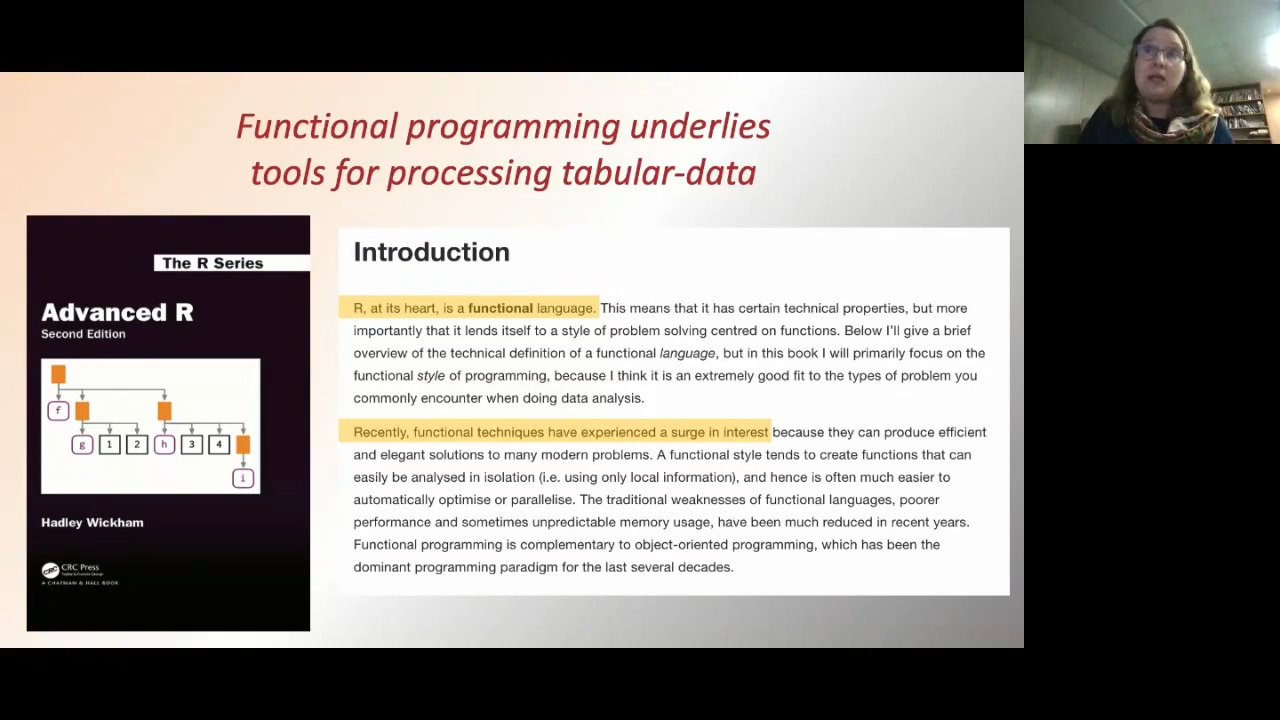 Functional programming underlies
tools for processing tabular-data
The R Series
Advanced R
Second Edition
f
g
1
2
h
3
4
i
Hadley Wickham
CRC
CRC Press
Taylor & Francis Group
A CHAPMAN & HALL BOOK
Introduction
R, at its heart, is a functional language. This means that it has certain technical properties, but more
importantly that it lends itself to a style of problem solving centred on functions. Below I'll give a brief
overview of the technical definition of a functional language, but in this book I will primarily focus on the
functional style of programming, because I think it is an extremely good fit to the types of problem you
commonly encounter when doing data analysis.
Recently, functional techniques have experienced a surge in interest because they can produce efficient
and elegant solutions to many modern problems. A functional style tends to create functions that can
easily be analysed in isolation (i.e. using only local information), and hence is often much easier to
automatically optimise or parallelise. The traditional weaknesses of functional languages, poorer
performance and sometimes unpredictable memory usage, have been much reduced in recent years.
Functional programming is complementary to object-oriented programming, which has been the
dominant programming paradigm for the last several decades.